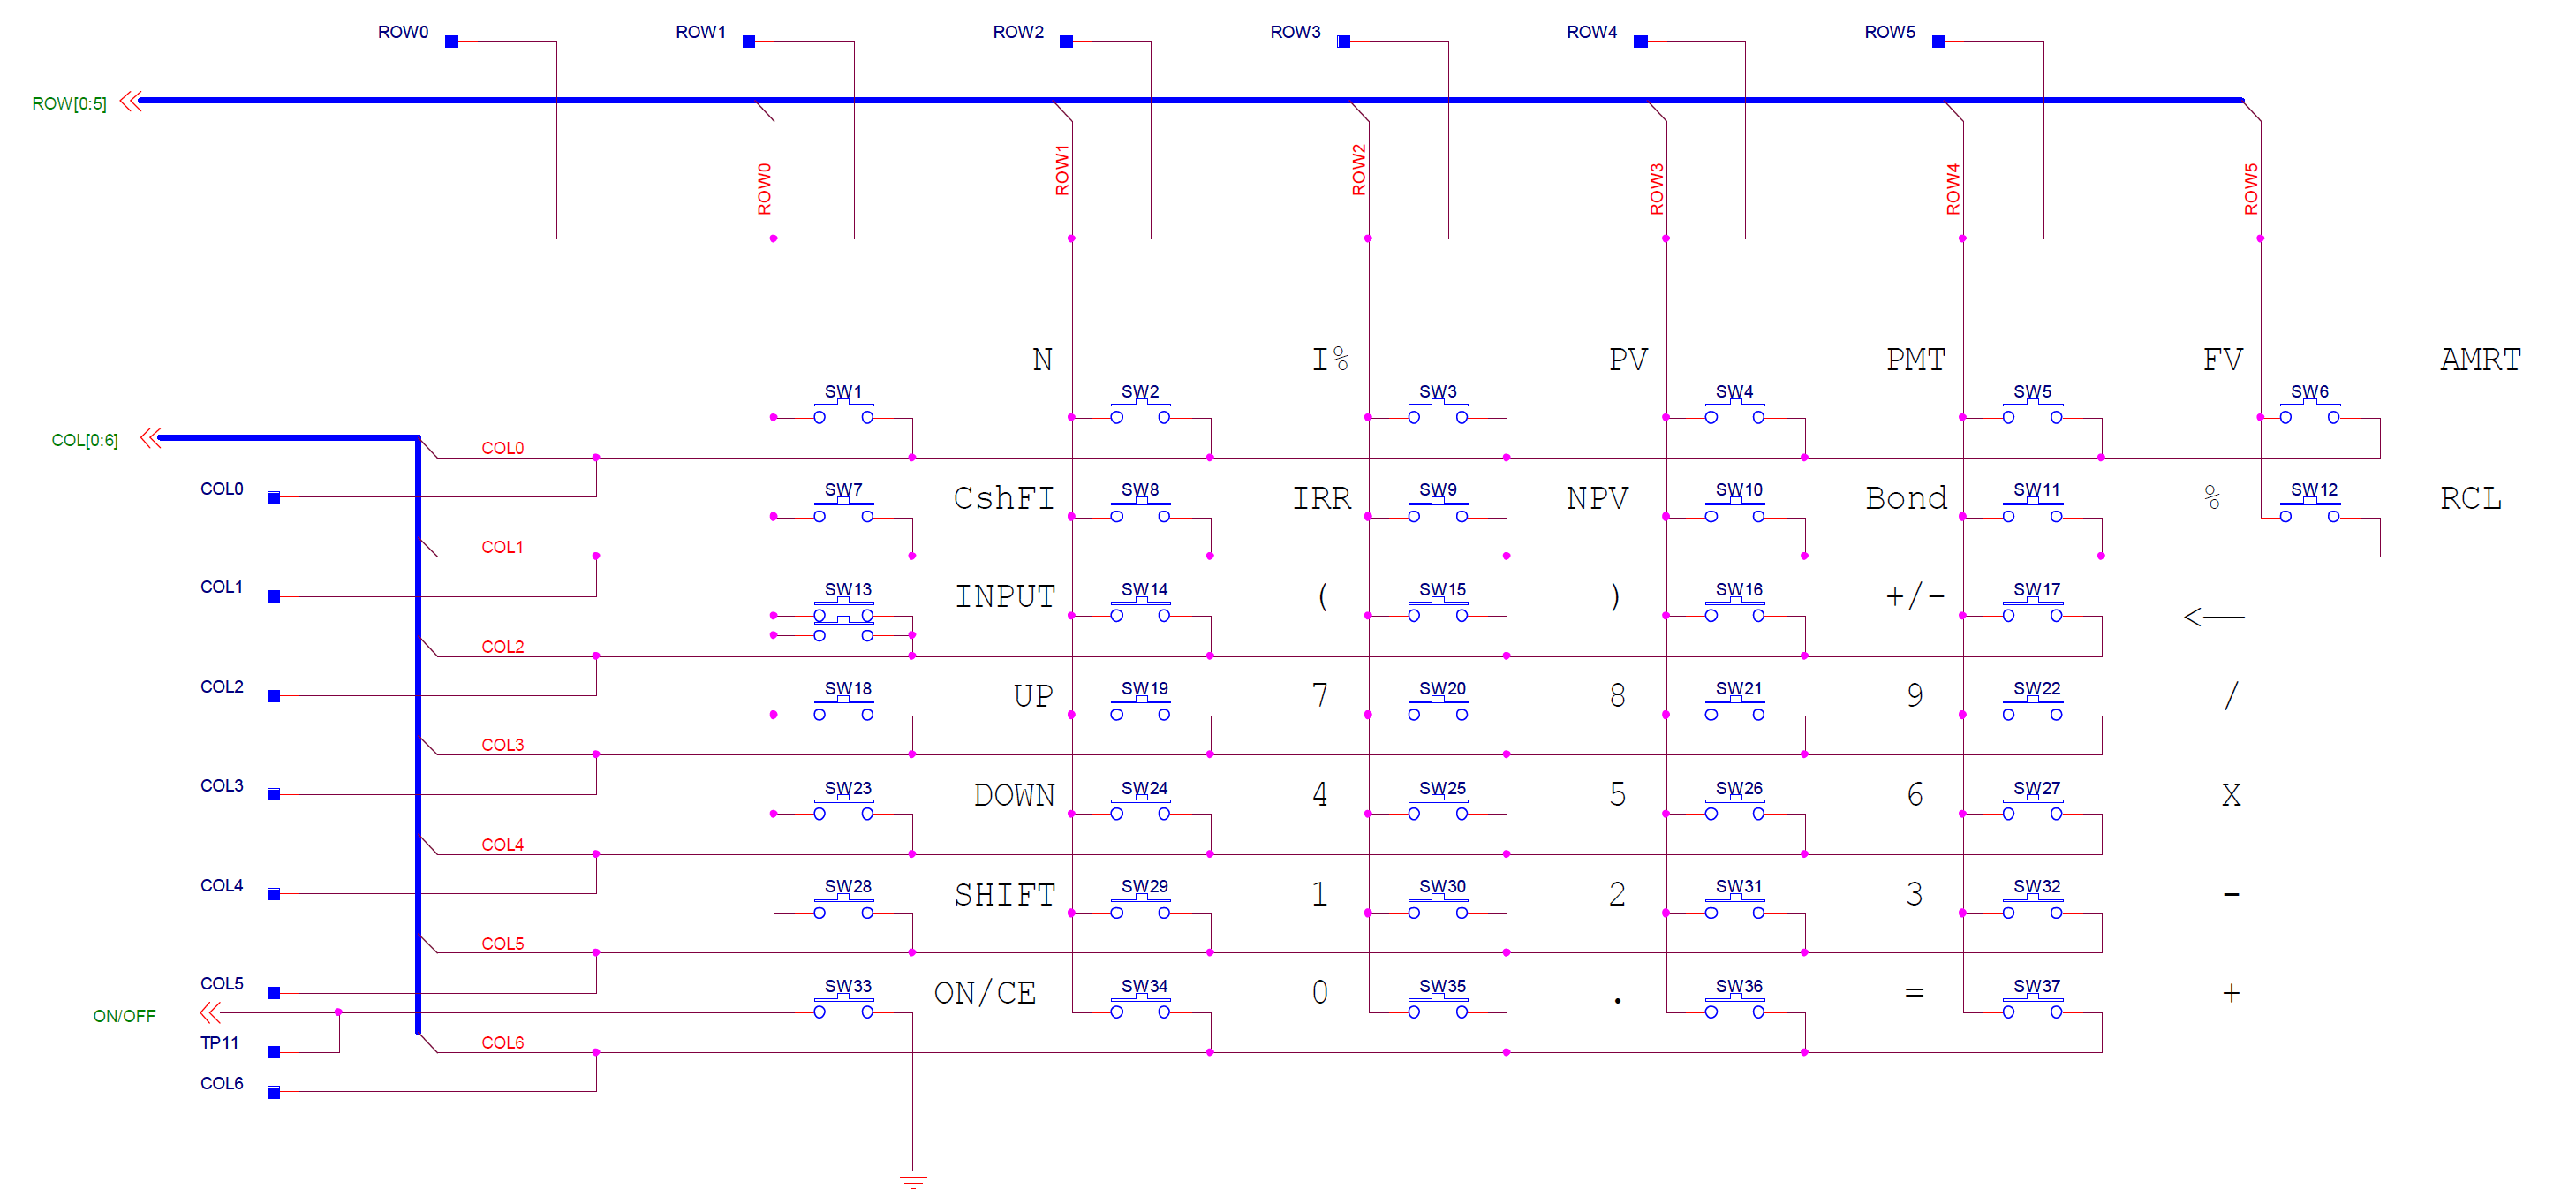 ROW0 ROW1 ROW2 ROW3 ROW4 ROW5
ROW[0:5]
ROW0 ROW1 ROW2 ROW3 ROW4 ROW5
N I% PV PMT FV AMRT
SW1 SW2 SW3 SW4 SW5 SW6
COL[0:6]
COL0
COL0
SW7 CshFI SW8 IRR SW9 NPV SW10 Bond SW11 % SW12 RCL
COL1
COL1
SW13 INPUT SW14 ( SW15 ) SW16 +/- SW17 <—
COL2
COL2
SW18 UP SW19 7 SW20 8 SW21 9 SW22 /
COL3
COL3
SW23 DOWN SW24 4 SW25 5 SW26 6 SW27 X
COL4
COL4
SW28 SHIFT SW29 1 SW30 2 SW31 3 SW32 -
COL5
COL5
SW33 ON/CE SW34 0 SW35 . SW36 = SW37 +
ON/OFF
TP11
COL6
COL6